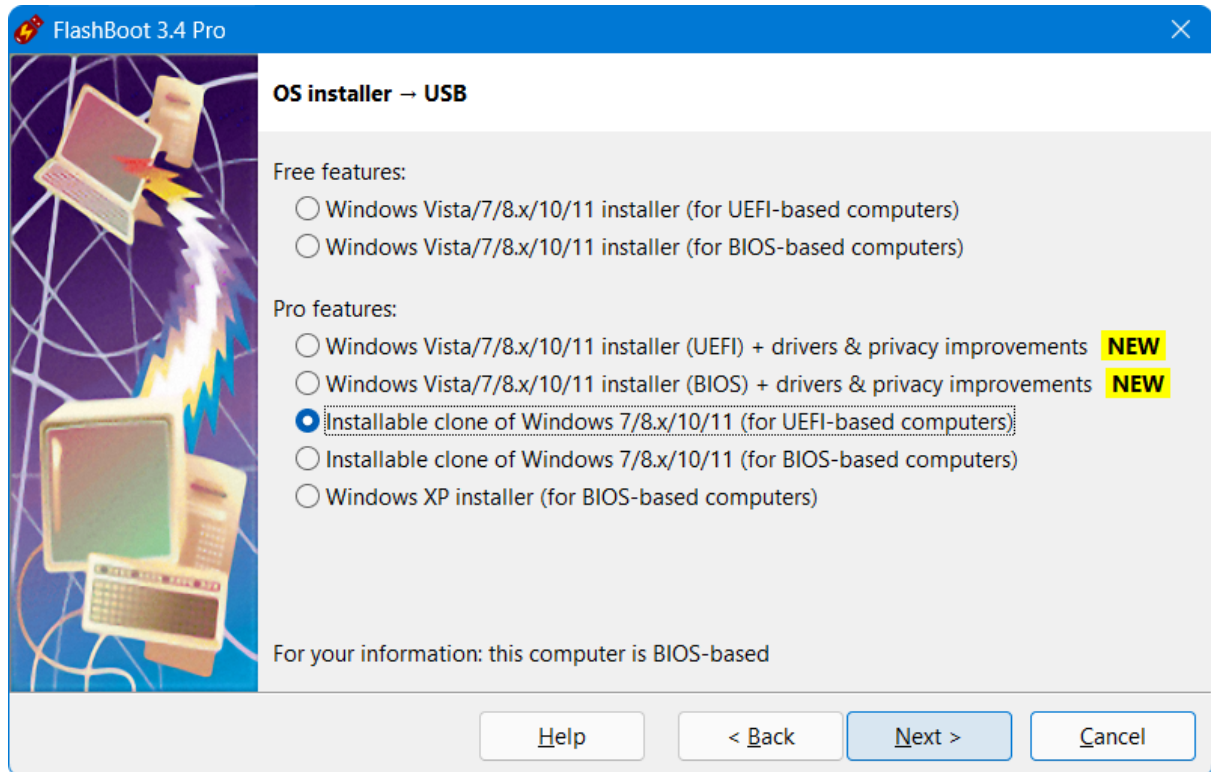 FlashBoot 3.4 Pro
OS installer → USB
Free features:
Windows Vista/7/8.x/10/11 installer (for UEFI-based computers)
Windows Vista/7/8.x/10/11 installer (for BIOS-based computers)
Pro features:
Windows Vista/7/8.x/10/11 installer (UEFI) + drivers & privacy improvements NEW
Windows Vista/7/8.x/10/11 installer (BIOS) + drivers & privacy improvements NEW
Installable clone of Windows 7/8.x/10/11 (for UEFI-based computers)
Installable clone of Windows 7/8.x/10/11 (for BIOS-based computers)
Windows XP installer (for BIOS-based computers)
For your information: this computer is BIOS-based
Help < Back Next > Cancel